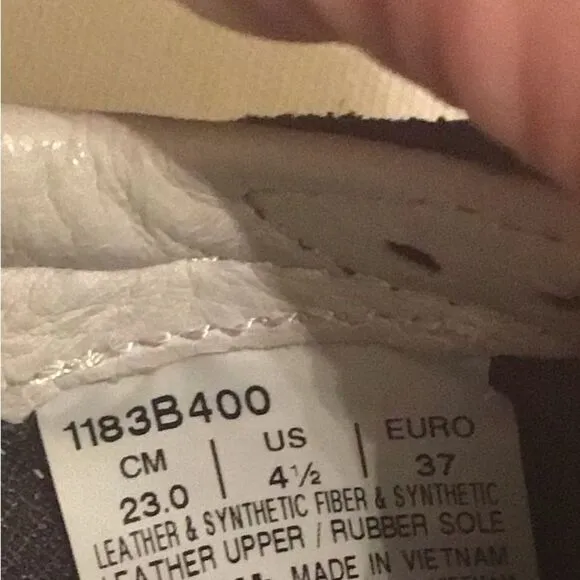 1183B400
CM | US | EURO
23.0 | 4½ | 37
LEATHER & SYNTHETIC FIBER & SYNTHETIC
LEATHER UPPER / RUBBER SOLE
MADE IN VIETNAM